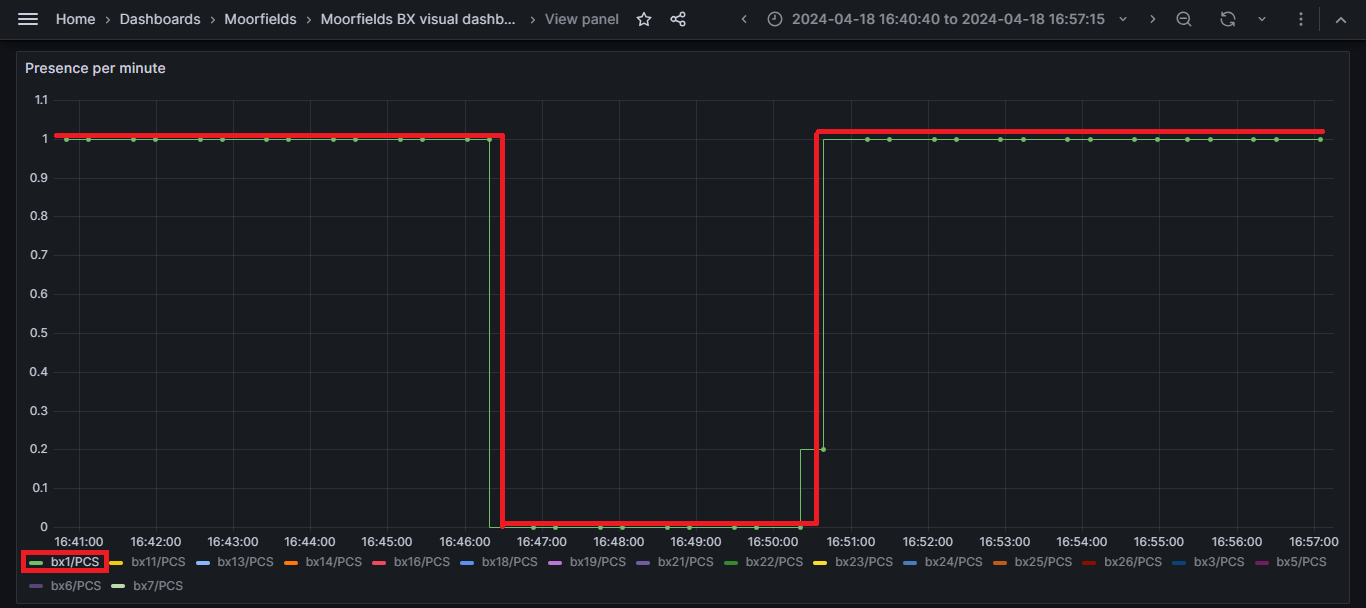 Home › Dashboards › Moorfields › Moorfields BX visual dashb... › View panel 2024-04-18 16:40:40 to 2024-04-18 16:57:15
Presence per minute
1.1
1
0.9
0.8
0.7
0.6
0.5
0.4
0.3
0.2
0.1
0
16:41:00 16:42:00 16:43:00 16:44:00 16:45:00 16:46:00 16:47:00 16:48:00 16:49:00 16:50:00 16:51:00 16:52:00 16:53:00 16:54:00 16:55:00 16:56:00 16:57:00
bx1/PCS bx11/PCS bx13/PCS bx14/PCS bx16/PCS bx18/PCS bx19/PCS bx21/PCS bx22/PCS bx23/PCS bx24/PCS bx25/PCS bx26/PCS bx3/PCS bx5/PCS
bx6/PCS bx7/PCS